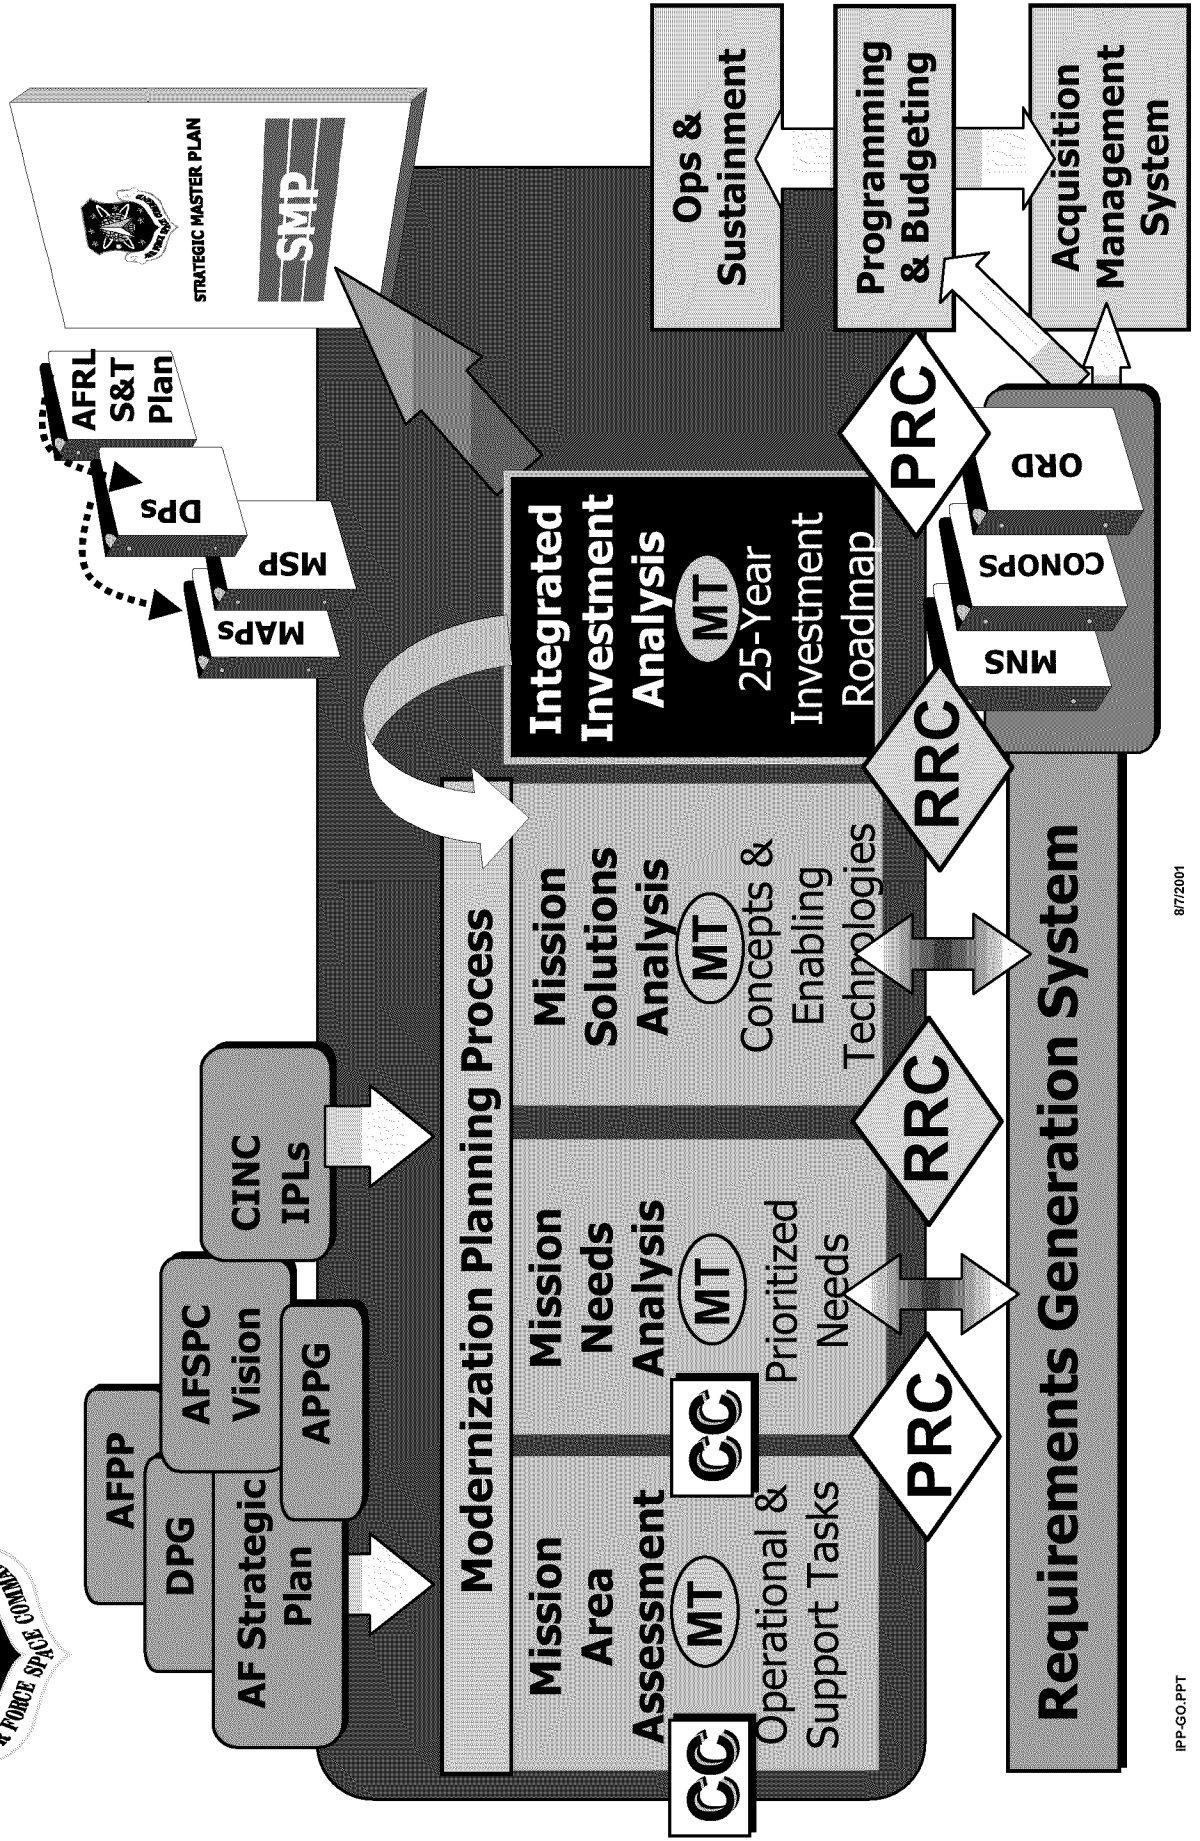 R FORCE SPACE COMMA
AFPP
DPG
AF Strategic
Plan
AFSPC
Vision
APPG
CINC
IPLs
MAPs
MSP
DPs
AFRL
S&T
Plan
STRATEGIC MASTER PLAN
SMP
Modernization Planning Process
Mission
Area
Assessment
MT
Operational &
Support Tasks
CC
CC
Mission
Needs
Analysis
MT
Prioritized
Needs
Mission
Solutions
Analysis
MT
Concepts &
Enabling
Technologies
Integrated
Investment
Analysis
MT
25-Year
Investment
Roadmap
Ops &
Sustainment
Programming
& Budgeting
Acquisition
Management
System
PRC
RRC
RRC
PRC
MNS
CONOPS
ORD
Requirements Generation System
IPP-GO.PPT
8/7/2001